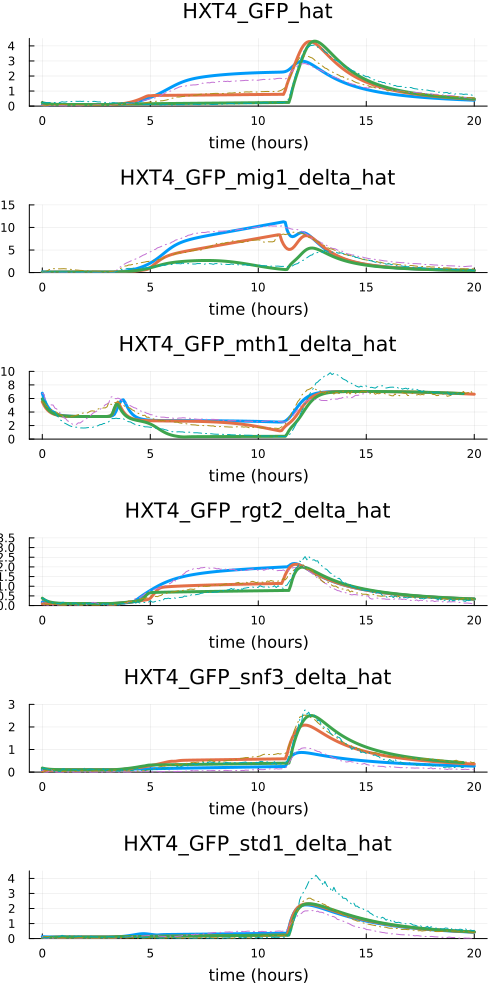 HXT4_GFP_hat
4
3
2
1
0
0 5 10 15 20
time (hours)
HXT4_GFP_mig1_delta_hat
15
10
5
0
0 5 10 15 20
time (hours)
HXT4_GFP_mth1_delta_hat
10
8
6
4
2
0
0 5 10 15 20
time (hours)
HXT4_GFP_rgt2_delta_hat
3.5
3.0
2.5
2.0
1.5
1.0
0.5
0.0
0 5 10 15 20
time (hours)
HXT4_GFP_snf3_delta_hat
3
2
1
0
0 5 10 15 20
time (hours)
HXT4_GFP_std1_delta_hat
4
3
2
1
0
0 5 10 15 20
time (hours)